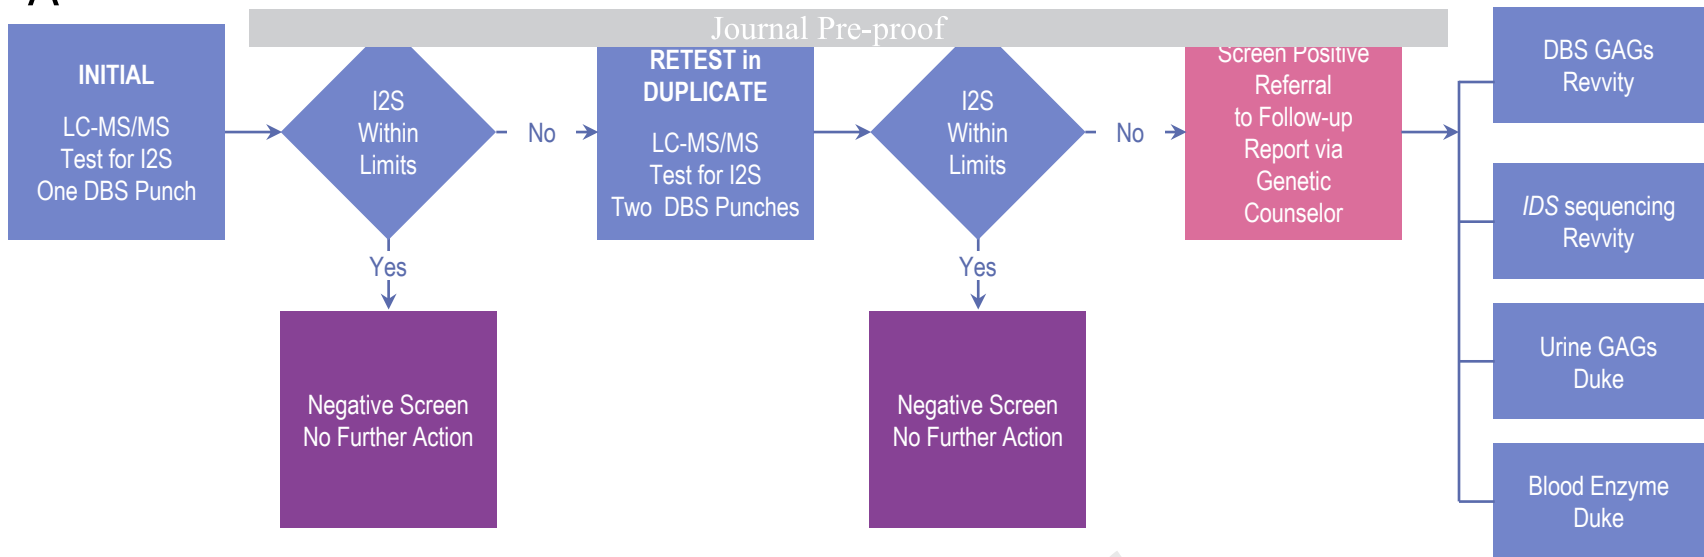 A
Journal Pre-proof
INITIAL
LC-MS/MS
Test for I2S
One DBS Punch
I2S
Within
Limits
No
Yes
Negative Screen
No Further Action
RETEST in
DUPLICATE
LC-MS/MS
Test for I2S
Two DBS Punches
I2S
Within
Limits
No
Yes
Negative Screen
No Further Action
Screen Positive
Referral
to Follow-up
Report via
Genetic
Counselor
DBS GAGs
Revvity
IDS sequencing
Revvity
Urine GAGs
Duke
Blood Enzyme
Duke